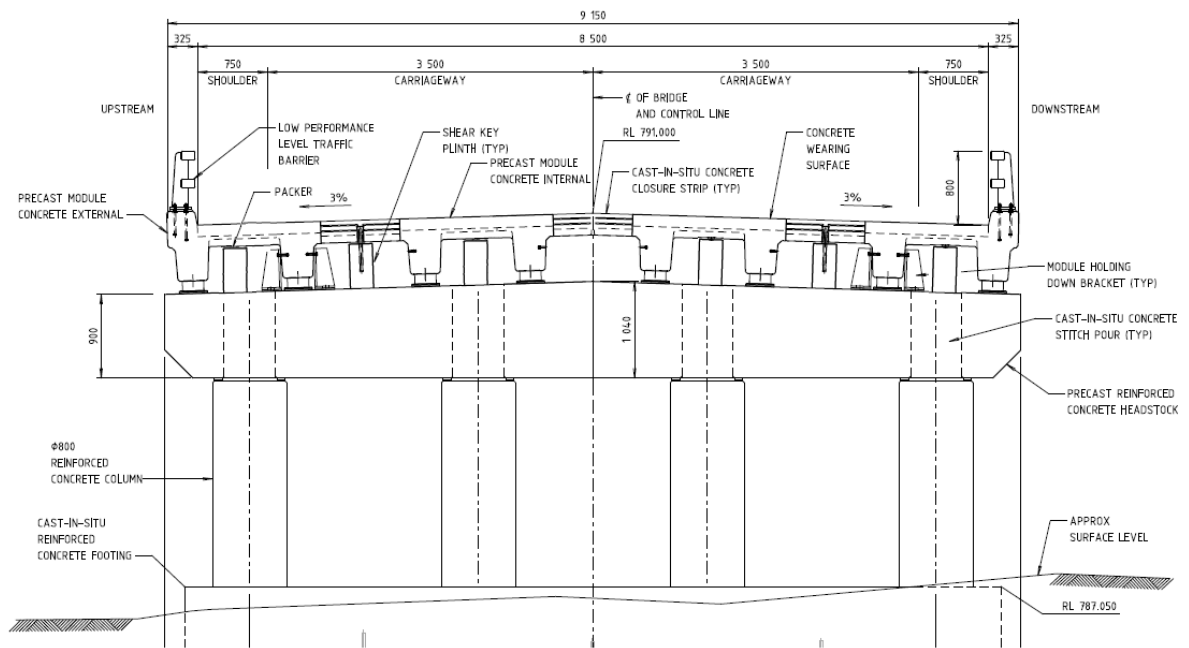 9 150
325
8 500
325
750
3 500
3 500
750
SHOULDER
CARRIAGEWAY
CARRIAGEWAY
SHOULDER
UPSTREAM
℄ OF BRIDGE
AND CONTROL LINE
DOWNSTREAM
LOW PERFORMANCE
LEVEL TRAFFIC
BARRIER
SHEAR KEY
PLINTH (TYP)
RL 791,000
CONCRETE
WEARING
SURFACE
PRECAST MODULE
CONCRETE INTERNAL
CAST-IN-SITU CONCRETE
CLOSURE STRIP (TYP)
PACKER
3%
3%
800
PRECAST MODULE
CONCRETE EXTERNAL
MODULE HOLDING
DOWN BRACKET (TYP)
900
1 040
CAST-IN-SITU CONCRETE
STITCH POUR (TYP)
PRECAST REINFORCED
CONCRETE HEADSTOCK
Φ800
REINFORCED
CONCRETE COLUMN
CAST-IN-SITU
REINFORCED
CONCRETE FOOTING
APPROX
SURFACE LEVEL
RL 787.050